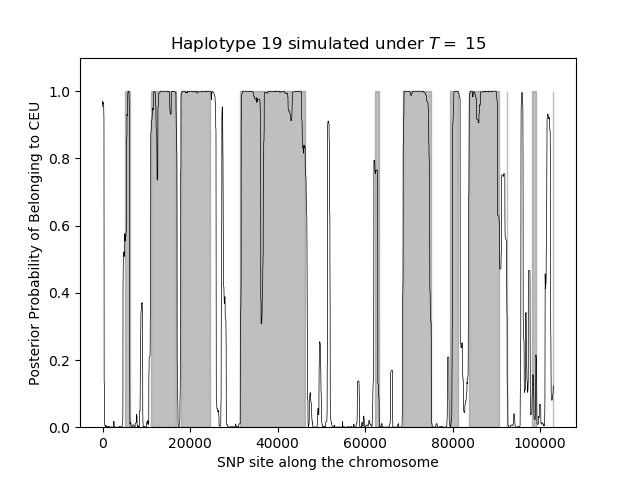 Haplotype 19 simulated under T = 15
Posterior Probability of Belonging to CEU
1.0
0.8
0.6
0.4
0.2
0.0
0 20000 40000 60000 80000 100000
SNP site along the chromosome